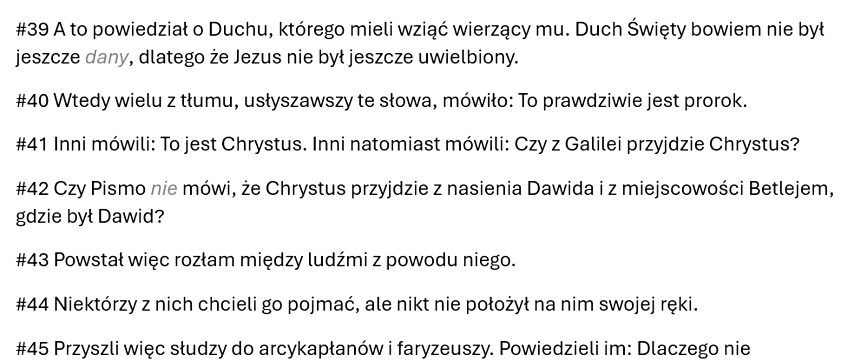 #39 A to powiedział o Duchu, którego mieli wziąć wierzący mu. Duch Święty bowiem nie był
jeszcze dany, dlatego że Jezus nie był jeszcze uwielbiony.
#40 Wtedy wielu z tłumu, usłyszawszy te słowa, mówiło: To prawdziwie jest prorok.
#41 Inni mówili: To jest Chrystus. Inni natomiast mówili: Czy z Galilei przyjdzie Chrystus?
#42 Czy Pismo nie mówi, że Chrystus przyjdzie z nasienia Dawida i z miejscowości Betlejem,
gdzie był Dawid?
#43 Powstał więc rozłam między ludźmi z powodu niego.
#44 Niektórzy z nich chcieli go pojmać, ale nikt nie położył na nim swojej ręki.
#45 Przyszli więc słudzy do arcykapłanów i faryzeuszy. Powiedzieli im: Dlaczego nie